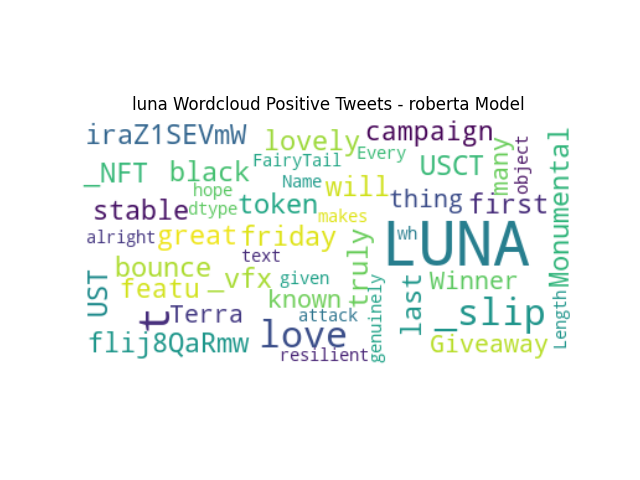 luna Wordcloud Positive Tweets - roberta Model
iraZ1SEVmW
lovely
campaign
_NFT
black
FairyTail
Every
USCT
many
object
Monumental
hope
Name
will
thing
first
stable
dtype
token
makes
alright
great
friday
truly
wh
LUNA
text
bounce
_vfx
given
genuinely
last
Winner
UST
featu
known
t
Terra
attack
_slip
Length
flij8QaRmw
love
resilient
Giveaway